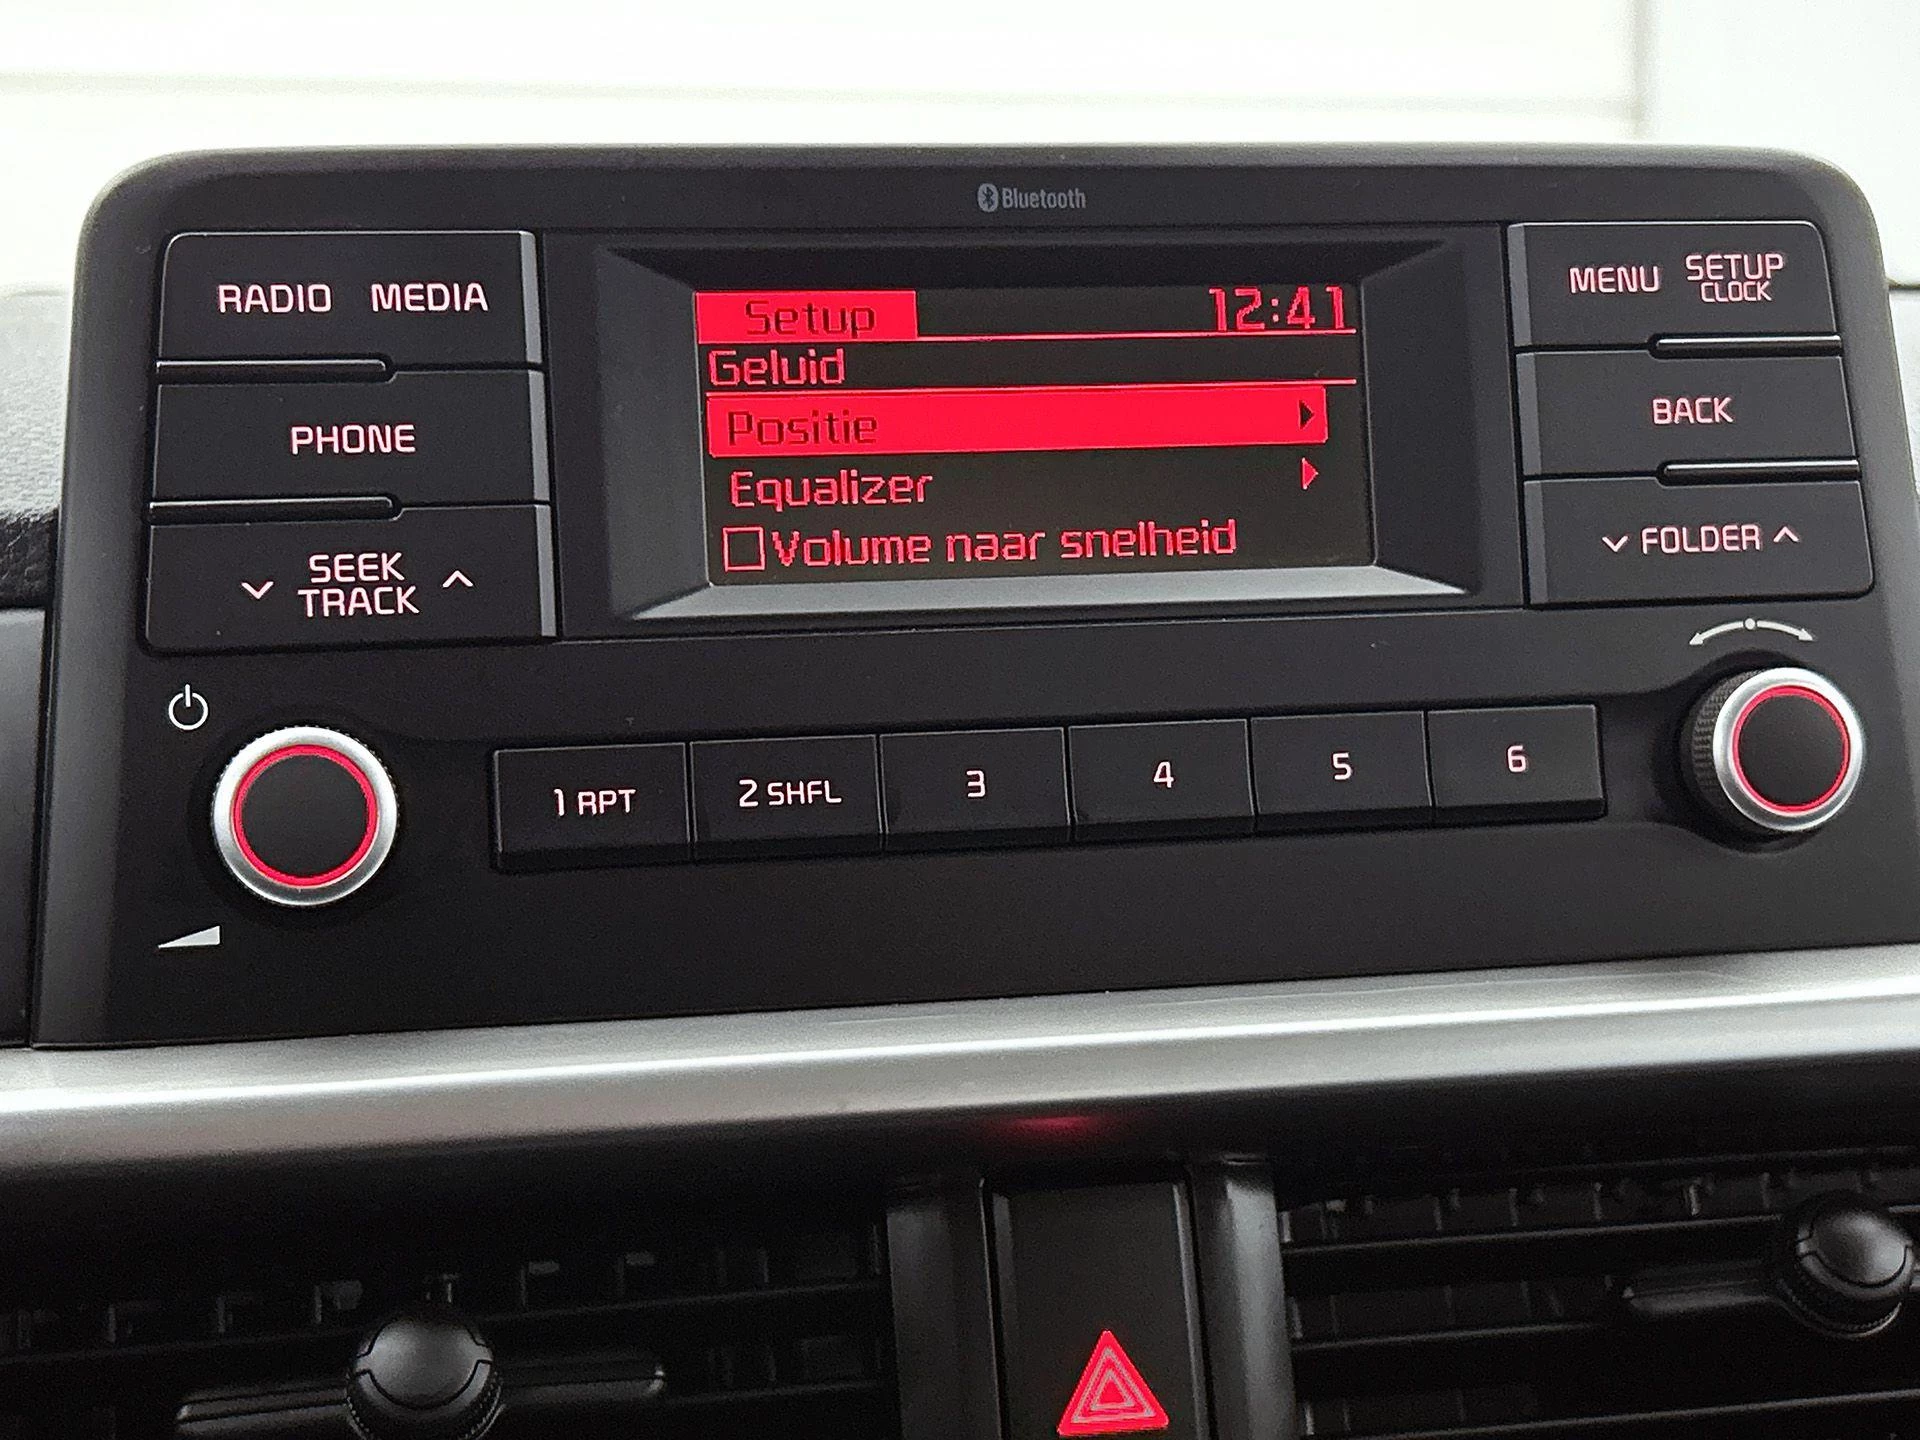 Bluetooth
RADIO MEDIA
PHONE
SEEK
TRACK
Setup 12:41
Geluid
Positie
Equalizer
Volume naar snelheid
MENU SETUP
CLOCK
BACK
FOLDER
1 RPT 2 SHFL 3 4 5 6